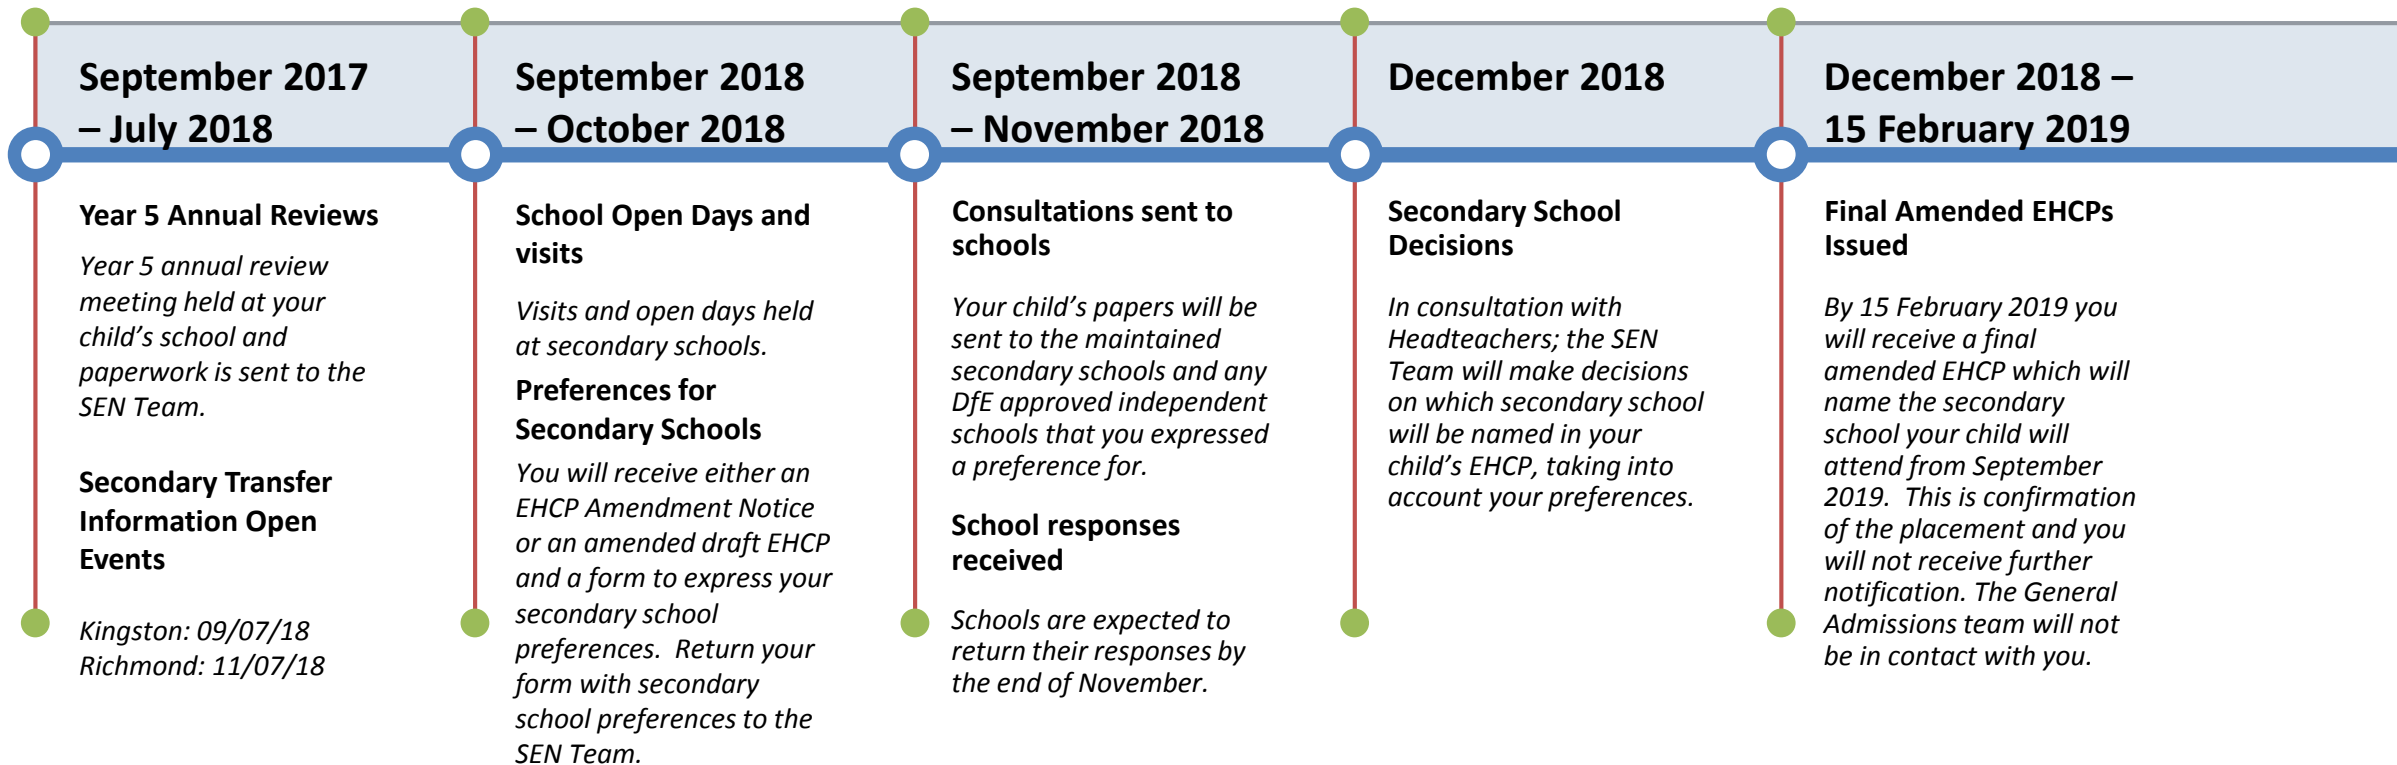 September 2017
– July 2018
Year 5 Annual Reviews
Year 5 annual review
meeting held at your
child’s school and
paperwork is sent to the
SEN Team.
Secondary Transfer
Information Open
Events
Kingston: 09/07/18
Richmond: 11/07/18
September 2018
– October 2018
School Open Days and
visits
Visits and open days held
at secondary schools.
Preferences for
Secondary Schools
You will receive either an
EHCP Amendment Notice
or an amended draft EHCP
and a form to express your
secondary school
preferences.  Return your
form with secondary
school preferences to the
SEN Team.
September 2018
– November 2018
Consultations sent to
schools
Your child’s papers will be
sent to the maintained
secondary schools and any
DfE approved independent
schools that you expressed
a preference for.
School responses
received
Schools are expected to
return their responses by
the end of November.
December 2018
Secondary School
Decisions
In consultation with
Headteachers; the SEN
Team will make decisions
on which secondary school
will be named in your
child’s EHCP, taking into
account your preferences.
December 2018 –
15 February 2019
Final Amended EHCPs
Issued
By 15 February 2019 you
will receive a final
amended EHCP which will
name the secondary
school your child will
attend from September
2019.  This is confirmation
of the placement and you
will not receive further
notification. The General
Admissions team will not
be in contact with you.